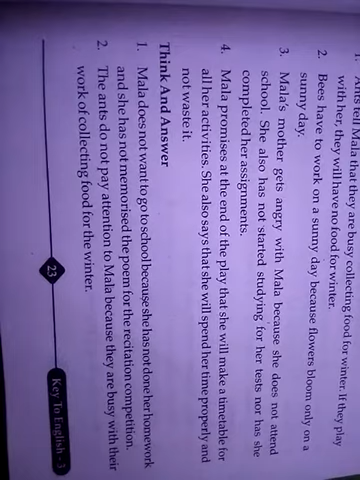 1. Ants tell Mala that they are busy collecting food for winter. If they play
with her, they will have no food for winter.
2. Bees have to work on a sunny day because flowers bloom only on a
sunny day.
3. Mala's mother gets angry with Mala because she does not attend
school. She also has not started studying for her tests nor has she
completed her assignments.
4. Mala promises at the end of the play that she will make a timetable for
all her activities. She also says that she will spend her time properly and
not waste it.
Think And Answer
1. Mala does not want to go to school because she has not done her homework
and she has not memorised the poem for the recitation competition.
2. The ants do not pay attention to Mala because they are busy with their
work of collecting food for the winter.
23
Key To English - 3